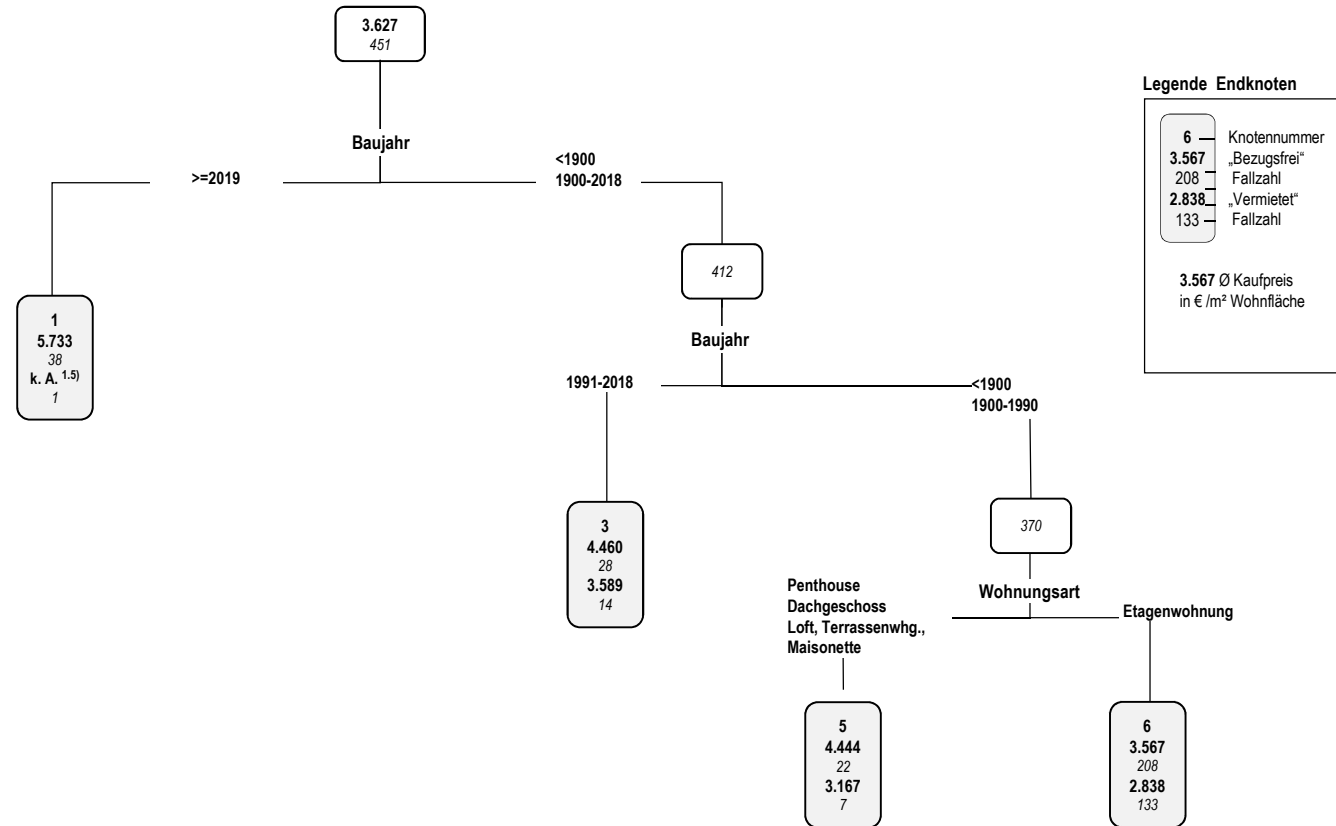 3.627
451
Baujahr
>=2019
<1900
1900-2018
412
1
5.733
38
k. A. 1.5)
1
Baujahr
1991-2018
<1900
1900-1990
3
4.460
28
3.589
14
370
Wohnungsart
Penthouse
Dachgeschoss
Loft, Terrassenwhg.,
Maisonette
Etagenwohnung
5
4.444
22
3.167
7
6
3.567
208
2.838
133
Legende Endknoten
6 Knotennummer
3.567 „Bezugsfrei“
208 Fallzahl
2.838 „Vermietet“
133 Fallzahl
3.567 Ø Kaufpreis
in € /m² Wohnfläche